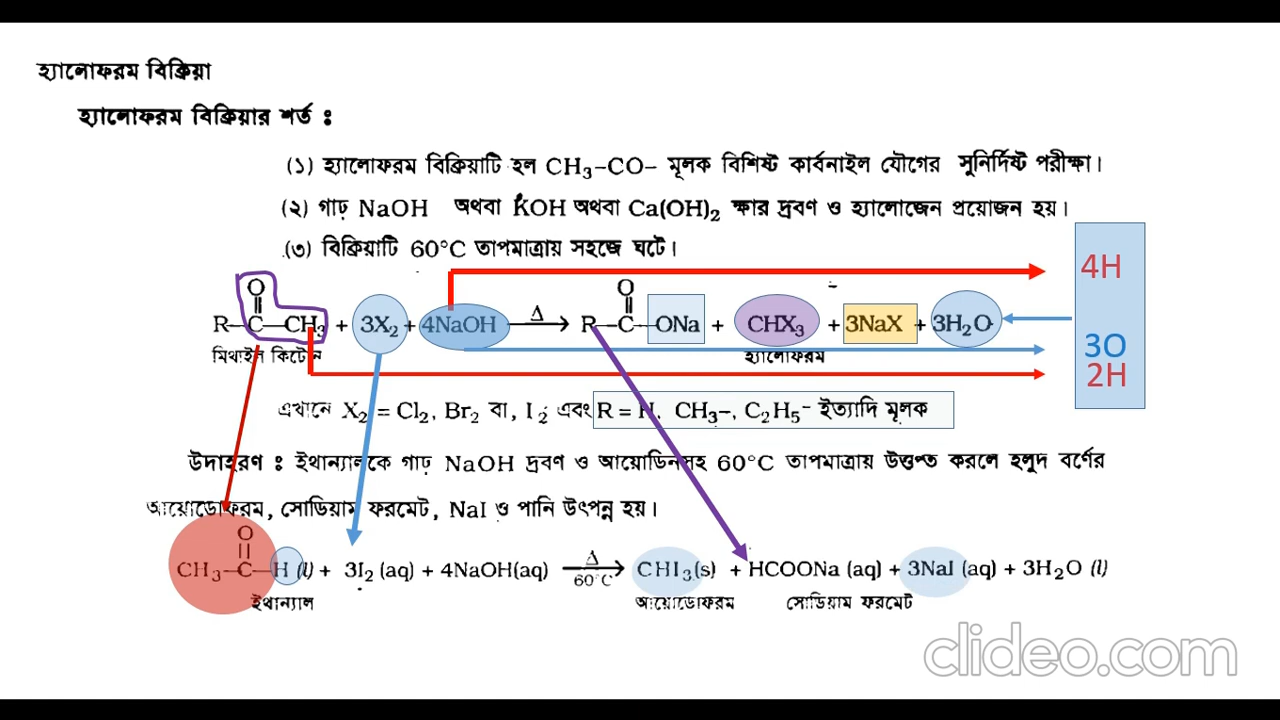 হ্যালোফরম বিক্রিয়া
হ্যালোফরম বিক্রিয়ার শর্ত :
(১) হ্যালোফরম বিক্রিয়াটি হল CH₃–CO– মূলক বিশিষ্ট কার্বনাইল যৌগের সুনির্দিষ্ট পরীক্ষা।
(২) গাঢ় NaOH অথবা KOH অথবা Ca(OH)₂ ক্ষার দ্রবণ ও হ্যালোজেন প্রয়োজন হয়।
(৩) বিক্রিয়াটি 60°C তাপমাত্রায় সহজে ঘটে।
4H
O O
|| Δ ||
R–C–CH₃ + 3X₂ + 4NaOH ⟶ R–C–ONa + CHX₃ + 3NaX + 3H₂O
3O
মিথাইল কিটোন হ্যালোফরম
2H
এখানে X₂ = Cl₂, Br₂ বা, I₂ এবং R = H, CH₃–, C₂H₅– ইত্যাদি মূলক
উদাহরণ : ইথান্যালকে গাঢ় NaOH দ্রবণ ও আয়োডিনসহ 60°C তাপমাত্রায় উত্তপ্ত করলে হলুদ বর্ণের
আয়োডোফরম, সোডিয়াম ফরমেট, NaI ও পানি উৎপন্ন হয়।
O
|| Δ
CH₃–C–H (l) + 3I₂ (aq) + 4NaOH(aq) ⟶ CHI₃(s) + HCOONa (aq) + 3NaI (aq) + 3H₂O (l)
60°C
ইথান্যাল আয়োডোফরম সোডিয়াম ফরমেট
clideo.com